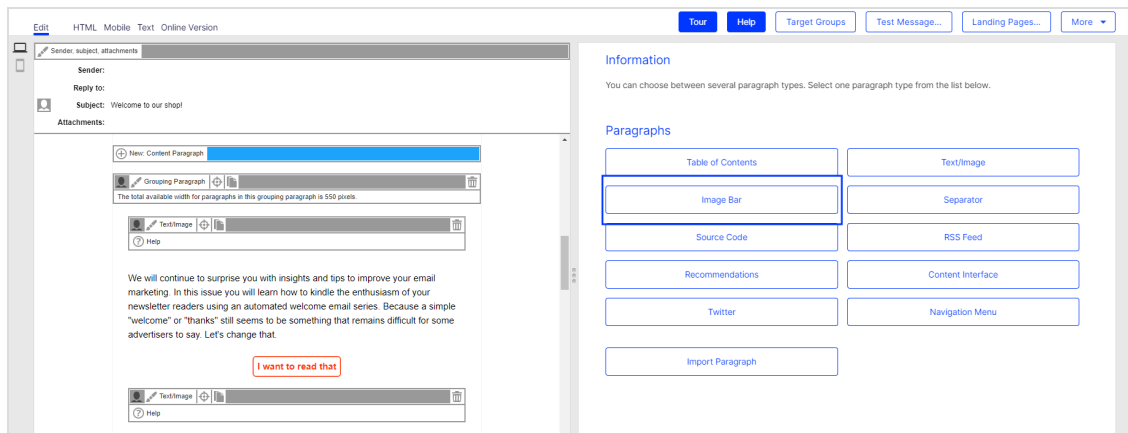 Edit HTML Mobile Text Online Version
Tour Help Target Groups Test Message... Landing Pages... More
Sender, subject, attachments
Sender:
Reply to:
Subject: Welcome to our shop!
Attachments:
New: Content Paragraph
Grouping Paragraph
The total available width for paragraphs in this grouping paragraph is 550 pixels.
Text/Image
Help
We will continue to surprise you with insights and tips to improve your email
marketing. In this issue you will learn how to kindle the enthusiasm of your
newsletter readers using an automated welcome email series. Because a simple
"welcome" or "thanks" still seems to be something that remains difficult for some
advertisers to say. Let's change that.
I want to read that
Text/Image
Help
Information
You can choose between several paragraph types. Select one paragraph type from the list below.
Paragraphs
Table of Contents Text/Image
Image Bar Separator
Source Code RSS Feed
Recommendations Content Interface
Twitter Navigation Menu
Import Paragraph